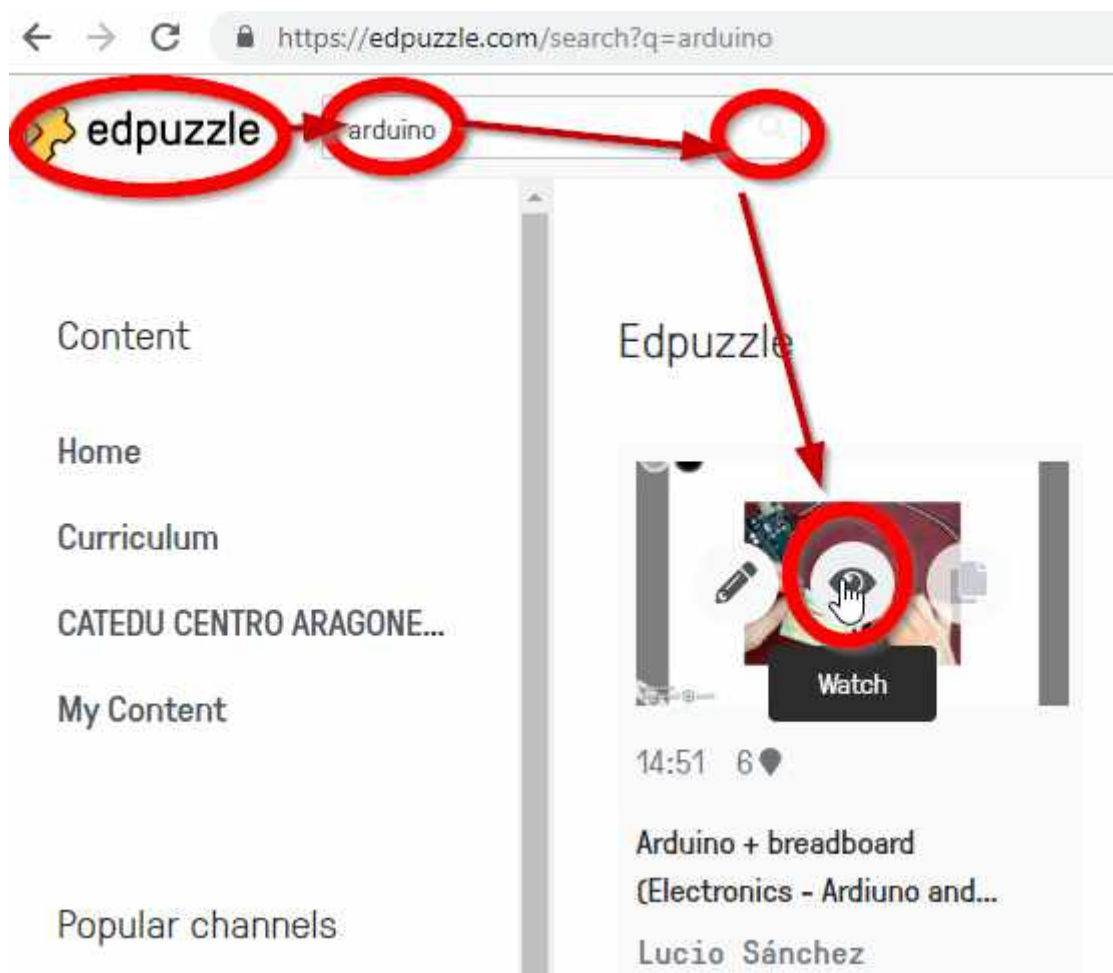 https://edpuzzle.com/search?q=arduino
edpuzzle
arduino
Content
Home
Curriculum
CATEDU CENTRO ARAGONE...
My Content
Popular channels
Edpuzzle
Watch
14:51 6
Arduino + breadboard
(Electronics - Ardiuno and...
Lucio Sánchez